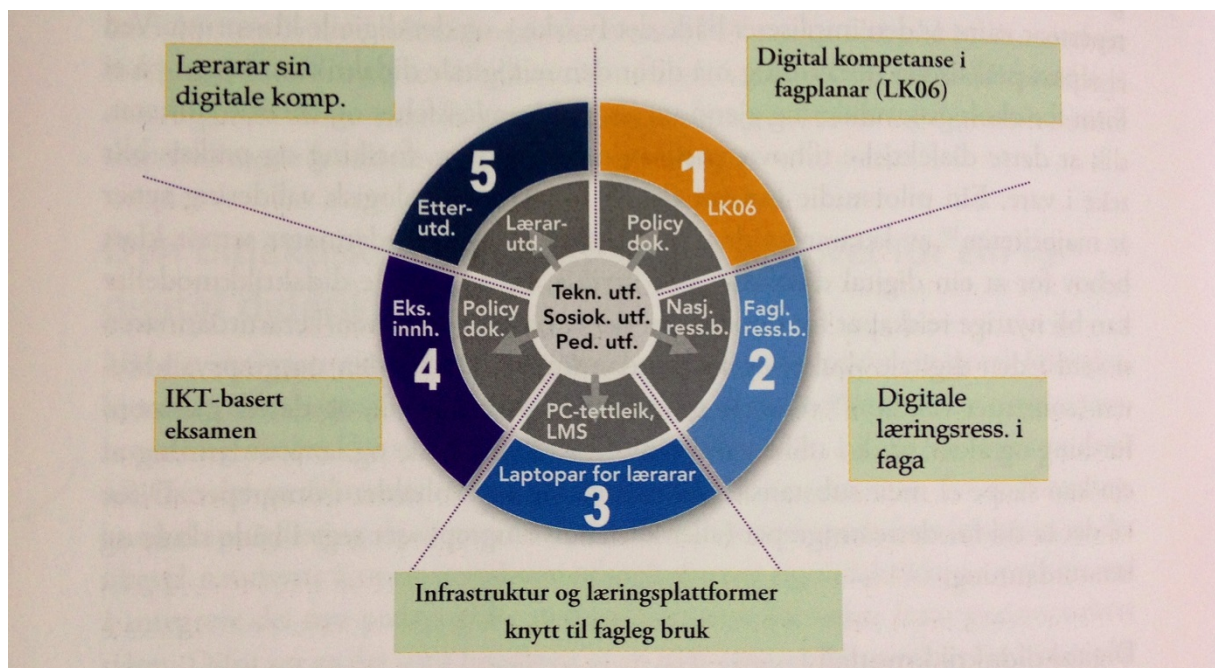 Lærarar sin
digitale komp.
Digital kompetanse i
fagplanar (LK06)
5
Etter-
utd.
Lærar-
utd.
1
LK06
Policy
dok.
Eks.
innh.
4
Policy
dok.
Tekn. utf.
Sosiok. utf.
Ped. utf.
Nasj.
ress.b.
Fagl.
ress.b.
2
PC-tettleik,
LMS
Laptopar for lærarar
3
IKT-basert
eksamen
Digitale
læringsress. i
faga
Infrastruktur og læringsplattformer
knytt til fagleg bruk